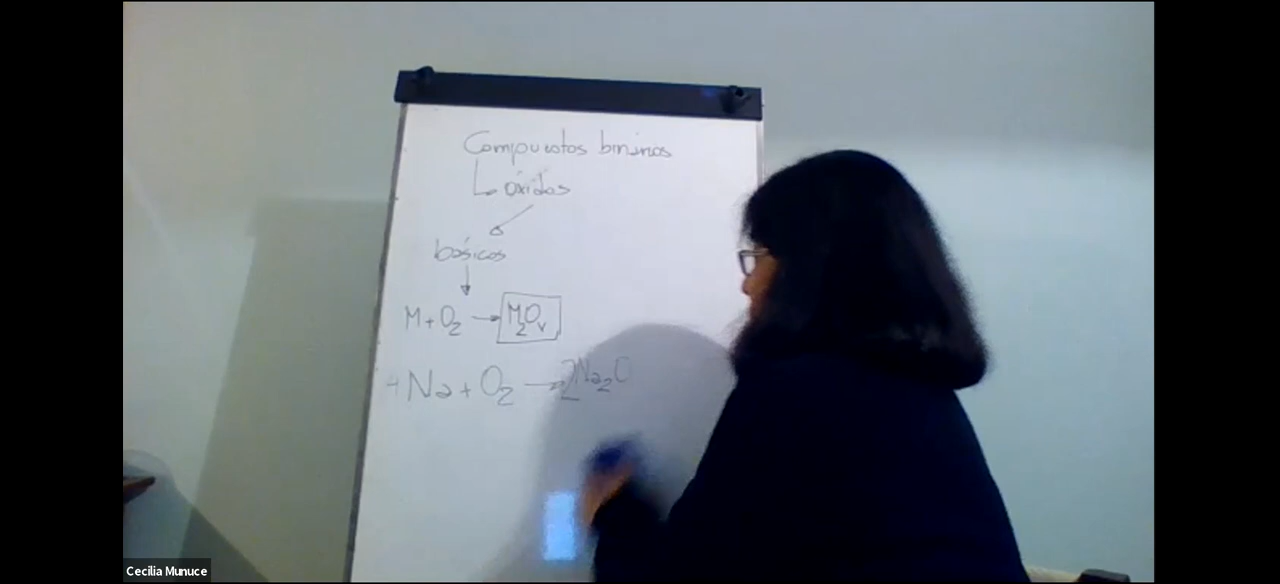 Compuestos binarios
óxidos
básicos
M + O2 → M2Ov
4 Na + O2 → 2Na2O
Cecilia Munuce